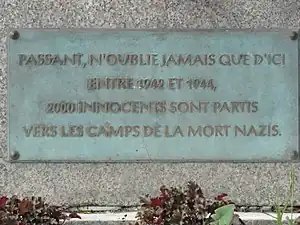 PASSANT, N'OUBLIE JAMAIS QUE D'ICI
ENTRE 1942 ET 1944,
2000 INNOCENTS SONT PARTIS
VERS LES CAMPS DE LA MORT NAZIS.